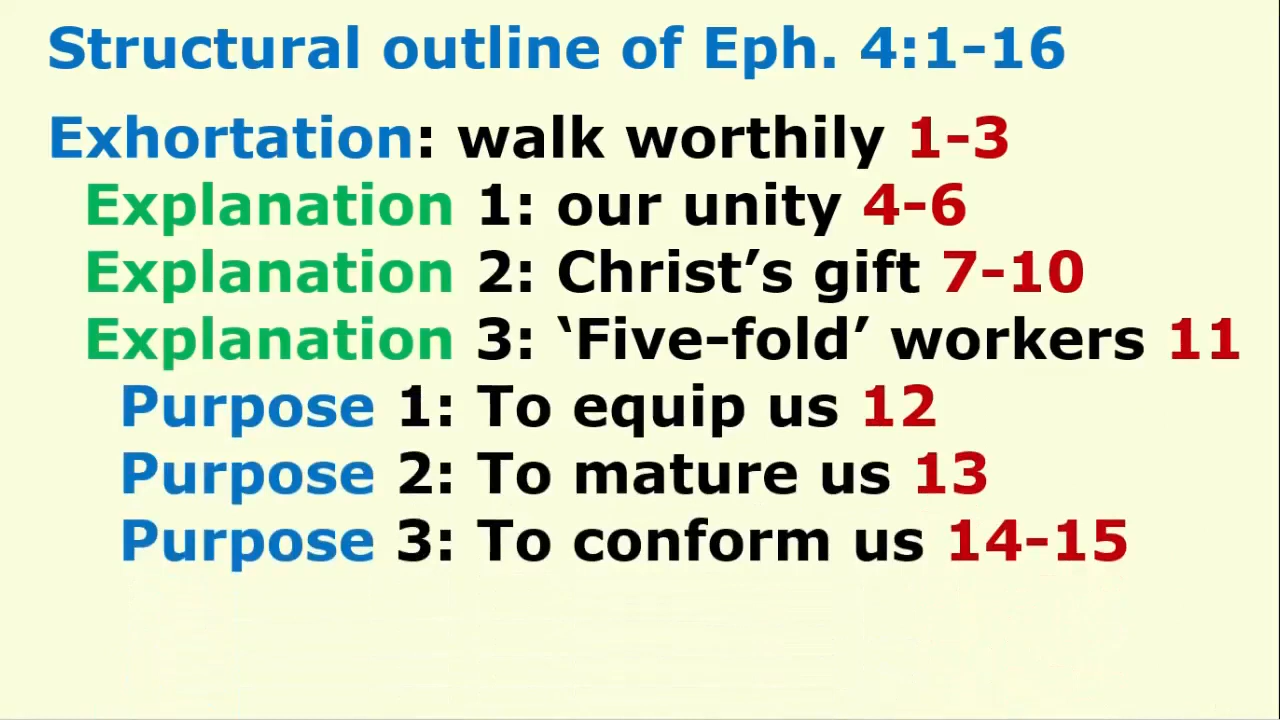 Structural outline of Eph. 4:1-16
Exhortation: walk worthily 1-3
Explanation 1: our unity 4-6
Explanation 2: Christ’s gift 7-10
Explanation 3: ‘Five-fold’ workers 11
Purpose 1: To equip us 12
Purpose 2: To mature us 13
Purpose 3: To conform us 14-15